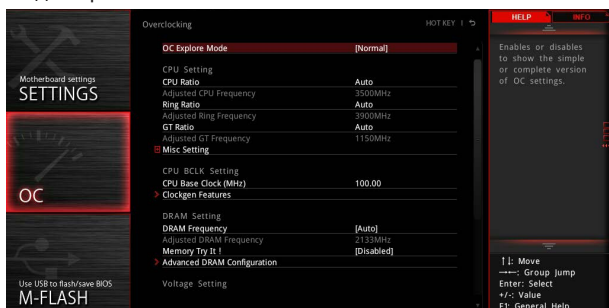 Overclocking
HOT KEY
HELP
INFO
OC Explore Mode [Normal]
CPU Setting
CPU Ratio Auto
Adjusted CPU Frequency 3500MHz
Ring Ratio Auto
Adjusted Ring Frequency 3900MHz
GT Ratio Auto
Adjusted GT Frequency 1150MHz
Misc Setting
CPU BCLK Setting
CPU Base Clock (MHz) 100.00
Clockgen Features
DRAM Setting
DRAM Frequency [Auto]
Adjusted DRAM Frequency 2133MHz
Memory Try It ! [Disabled]
Advanced DRAM Configuration
Voltage Setting
Motherboard settings
SETTINGS
OC
Use USB to flash/save BIOS
M-FLASH
Enables or disables
to show the simple
or complete version
of OC settings.
↑↓: Move
→←: Group Jump
Enter: Select
+/-: Value
F1: General Help